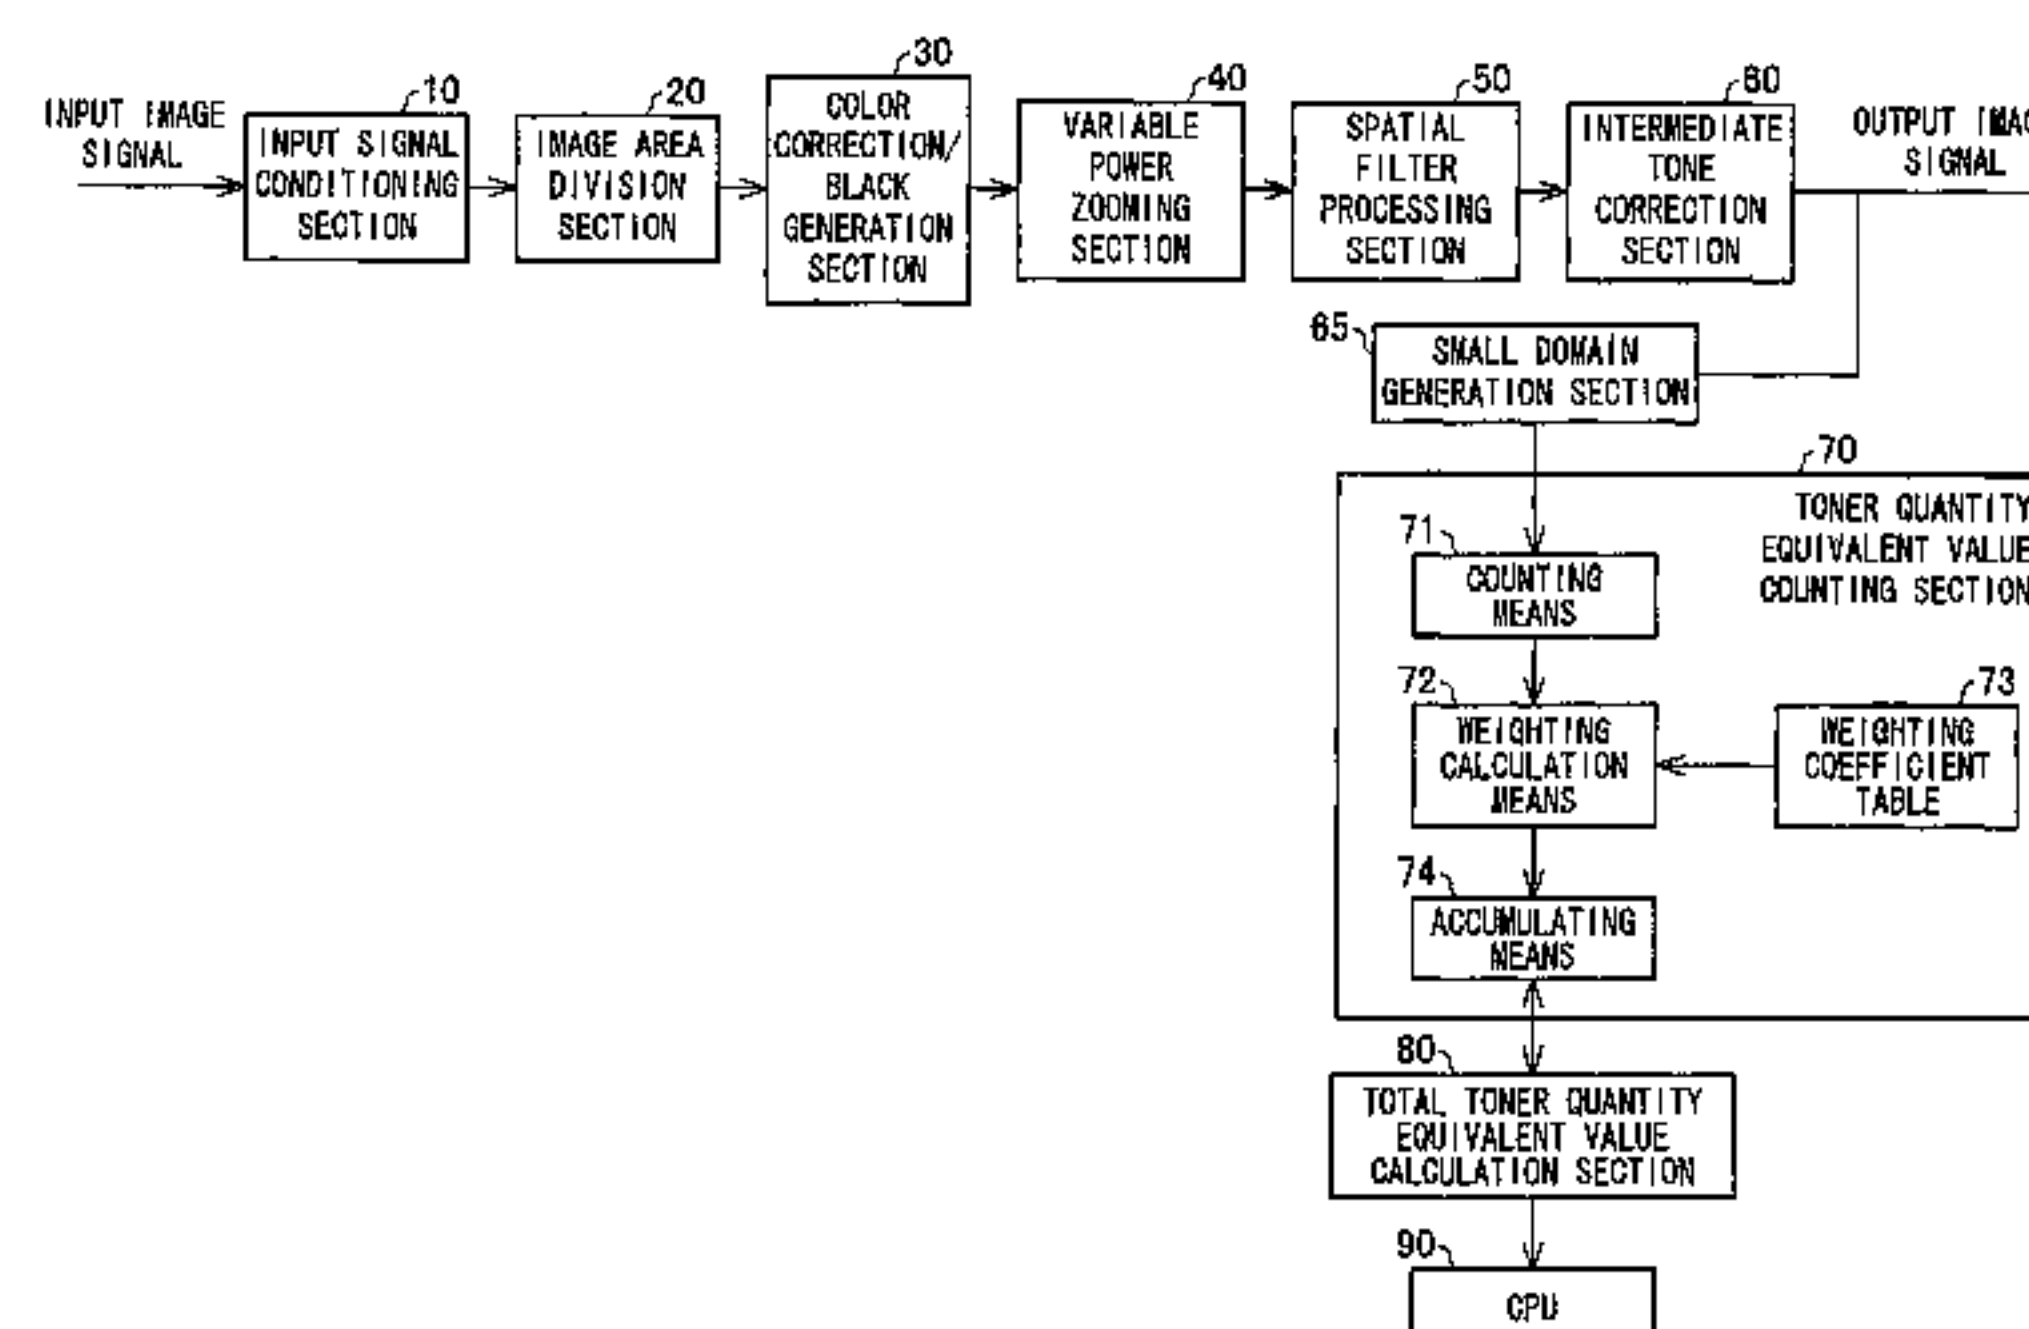 INPUT IMAGE
SIGNAL
10
INPUT SIGNAL
CONDITIONING
SECTION
20
IMAGE AREA
DIVISION
SECTION
30
COLOR
CORRECTION/
BLACK
GENERATION
SECTION
40
VARIABLE
POWER
ZOOMING
SECTION
50
SPATIAL
FILTER
PROCESSING
SECTION
60
INTERMEDIATE
TONE
CORRECTION
SECTION
OUTPUT
SIGNAL
65
SMALL DOMAIN
GENERATION SECTION
70
TONER QUANTITY
EQUIVALENT VALUE
COUNTING SECTION
71
COUNTING
MEANS
72
WEIGHTING
CALCULATION
MEANS
73
WEIGHTING
COEFFICIENT
TABLE
74
ACCUMULATING
MEANS
80
TOTAL TONER QUANTITY
EQUIVALENT VALUE
CALCULATION SECTION
90
CPU